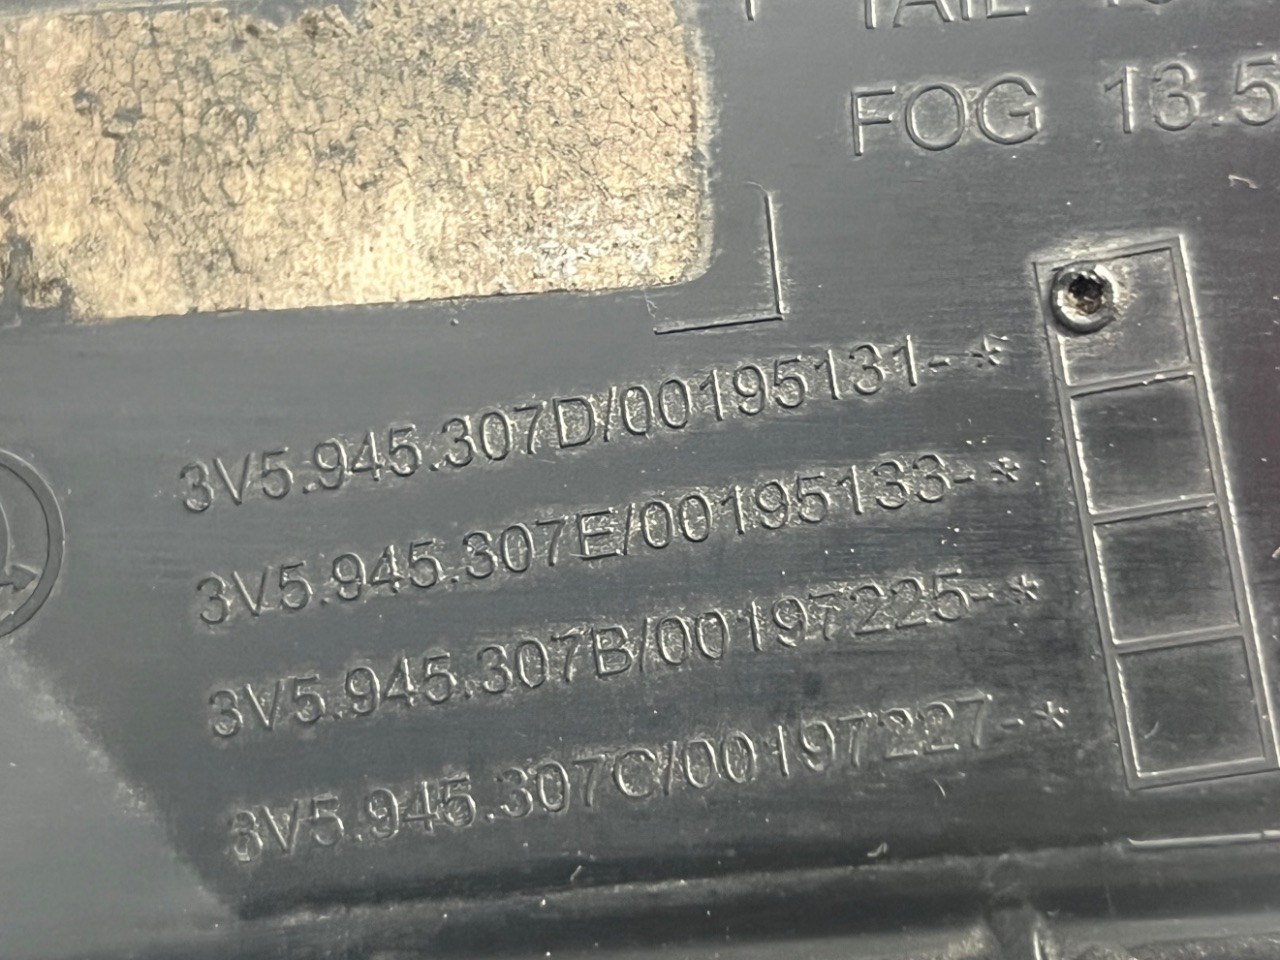 TAIL
FOG 13.5
3V5.945.307D/00195131-*
3V5.945.307E/00195133-*
3V5.945.307B/00197225-*
3V5.945.307C/00197227-*